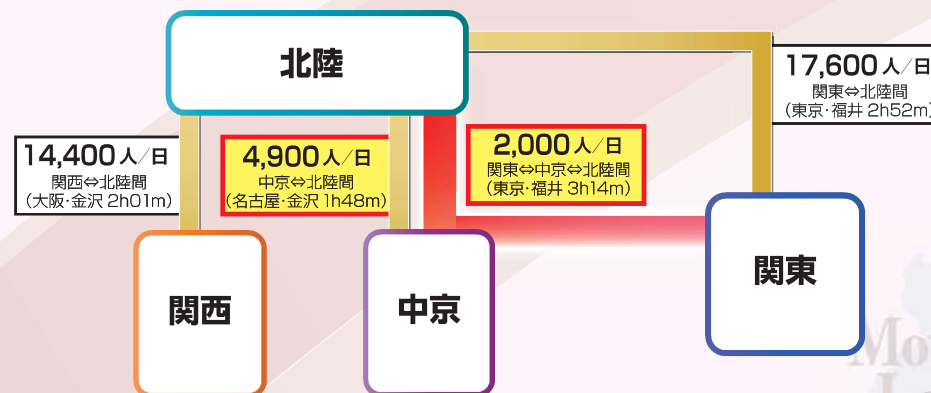 北陸
17,600人/日
関東⇔北陸間
(東京・福井 2h52m)
14,400人/日
関西⇔北陸間
(大阪・金沢 2h01m)
4,900人/日
中京⇔北陸間
(名古屋・金沢 1h48m)
2,000人/日
関東⇔中京⇔北陸間
(東京・福井 3h14m)
関西
中京
関東